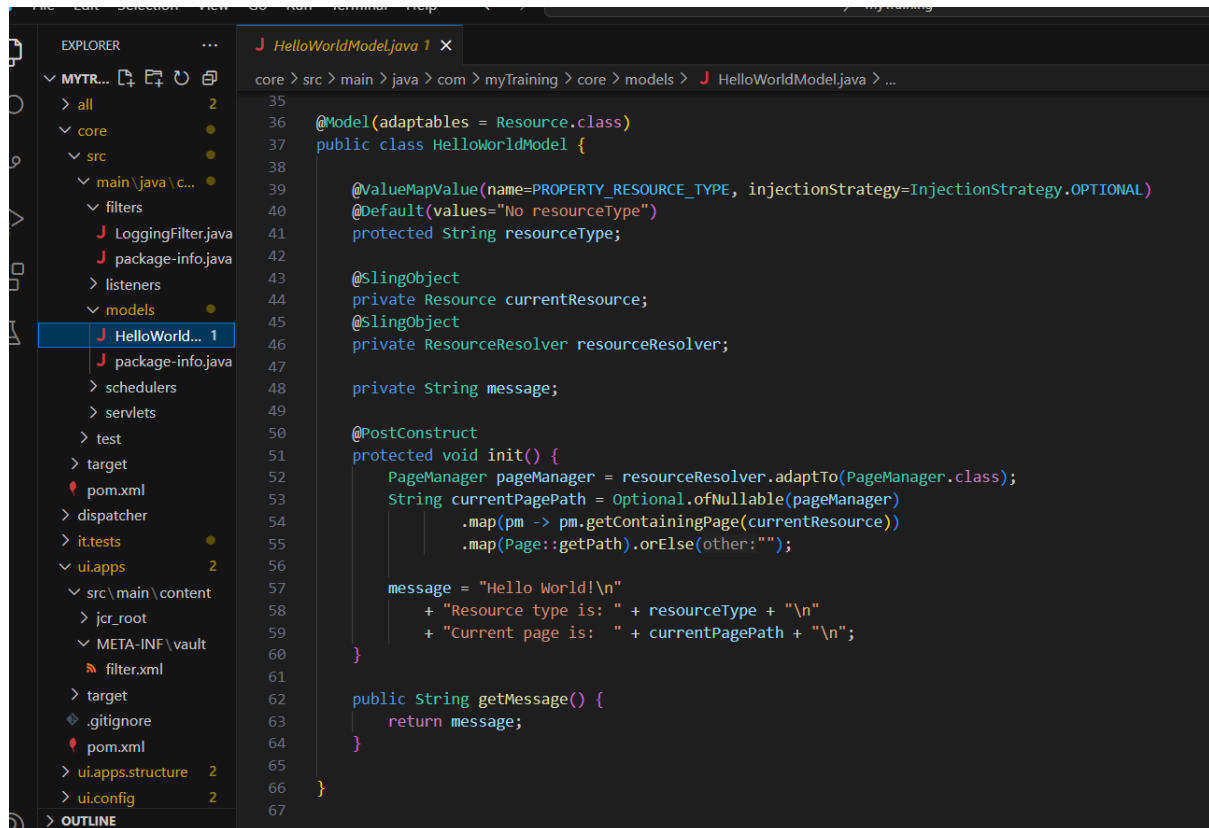 File Edit Selection View Go Run Terminal Help
myTraining
EXPLORER ...
MYTR...
all 2
core
src
main\java\c...
filters
LoggingFilter.java
package-info.java
listeners
models
HelloWorld... 1
package-info.java
schedulers
servlets
test
target
pom.xml
dispatcher
it.tests
ui.apps 2
src\main\content
jcr_root
META-INF\vault
filter.xml
target
.gitignore
pom.xml
ui.apps.structure 2
ui.config 2
OUTLINE
HelloWorldModel.java 1
core > src > main > java > com > myTraining > core > models > HelloWorldModel.java > ...
35
36 @Model(adaptables = Resource.class)
37 public class HelloWorldModel {
38
39 @ValueMapValue(name=PROPERTY_RESOURCE_TYPE, injectionStrategy=InjectionStrategy.OPTIONAL)
40 @Default(values="No resourceType")
41 protected String resourceType;
42
43 @SlingObject
44 private Resource currentResource;
45 @SlingObject
46 private ResourceResolver resourceResolver;
47
48 private String message;
49
50 @PostConstruct
51 protected void init() {
52 PageManager pageManager = resourceResolver.adaptTo(PageManager.class);
53 String currentPagePath = Optional.ofNullable(pageManager)
54 .map(pm -> pm.getContainingPage(currentResource))
55 .map(Page::getPath).orElse(other:"");
56
57 message = "Hello World!\n"
58 + "Resource type is: " + resourceType + "\n"
59 + "Current page is:  " + currentPagePath + "\n";
60 }
61
62 public String getMessage() {
63 return message;
64 }
65
66 }
67